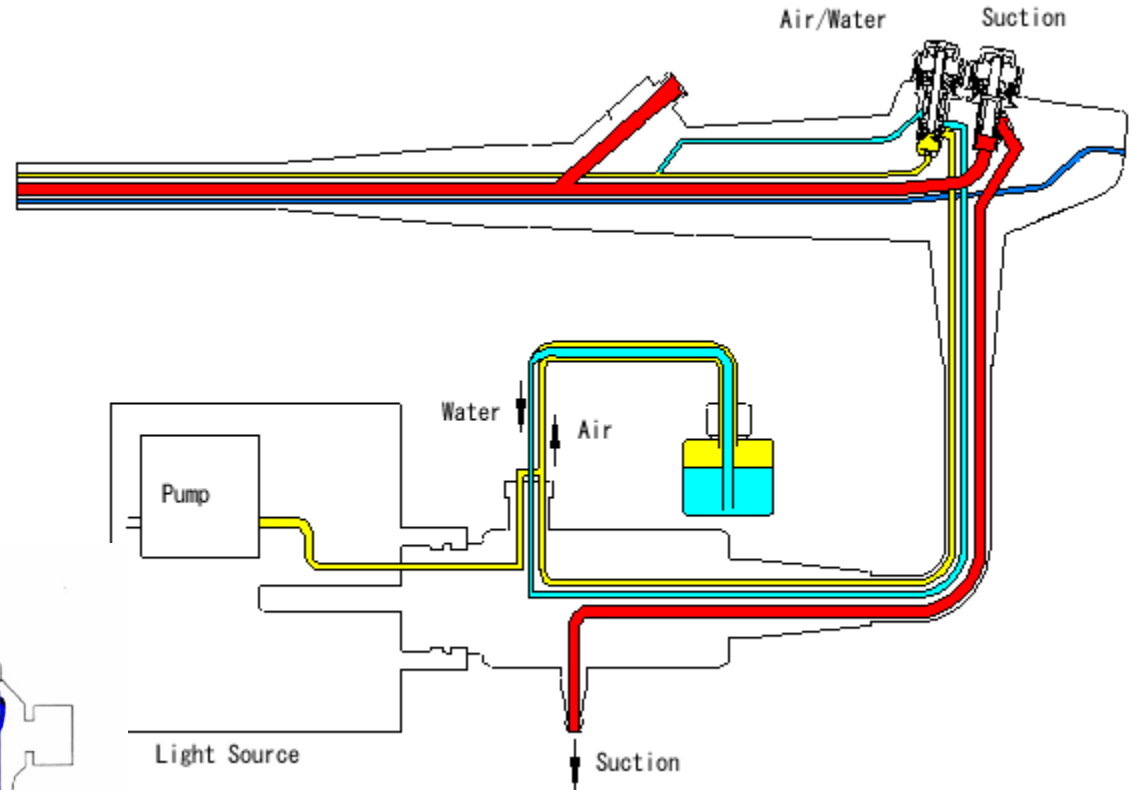 Air/Water
Suction
Water
Air
Pump
Light Source
Suction